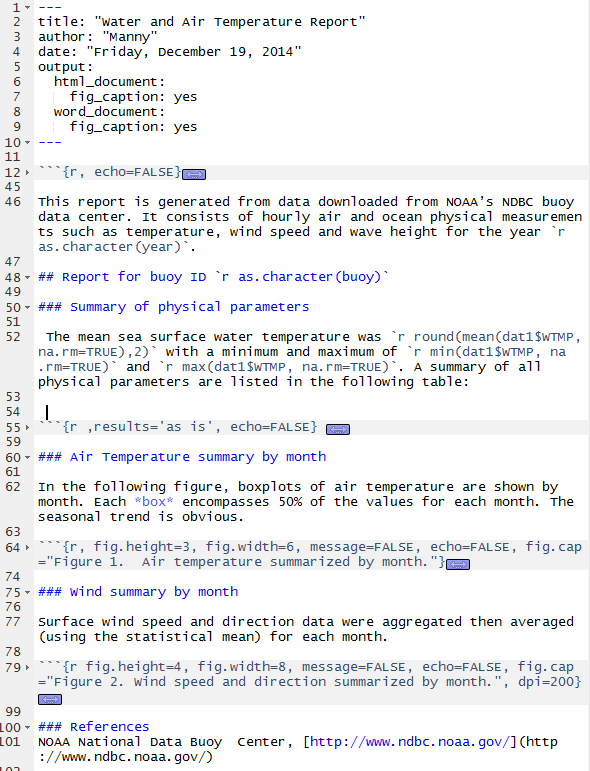 1 ---
2 title: "Water and Air Temperature Report"
3 author: "Manny"
4 date: "Friday, December 19, 2014"
5 output:
6 html_document:
7 fig_caption: yes
8 word_document:
9 fig_caption: yes
10 ---
11
12 ```{r, echo=FALSE}
45
46 This report is generated from data downloaded from NOAA’s NDBC buoy
data center. It consists of hourly air and ocean physical measuremen
ts such as temperature, wind speed and wave height for the year `r
as.character(year)`.
47
48 ## Report for buoy ID `r as.character(buoy)`
49
50 ### Summary of physical parameters
51
52 The mean sea surface water temperature was `r round(mean(dat1$WTMP,
na.rm=TRUE),2)` with a minimum and maximum of `r min(dat1$WTMP, na
.rm=TRUE)` and `r max(dat1$WTMP, na.rm=TRUE)`. A summary of all
physical parameters are listed in the following table:
53
54
55 ```{r ,results='as is', echo=FALSE}
59
60 ### Air Temperature summary by month
61
62 In the following figure, boxplots of air temperature are shown by
month. Each *box* encompasses 50% of the values for each month. The
seasonal trend is obvious.
63
64 ```{r, fig.height=3, fig.width=6, message=FALSE, echo=FALSE, fig.cap
="Figure 1.  Air temperature summarized by month."}
74
75 ### Wind summary by month
76
77 Surface wind speed and direction data were aggregated then averaged
(using the statistical mean) for each month.
78
79 ```{r fig.height=4, fig.width=8, message=FALSE, echo=FALSE, fig.cap
="Figure 2. Wind speed and direction summarized by month.", dpi=200}
99
100 ### References
101 NOAA National Data Buoy  Center, [http://www.ndbc.noaa.gov/](http
://www.ndbc.noaa.gov/)